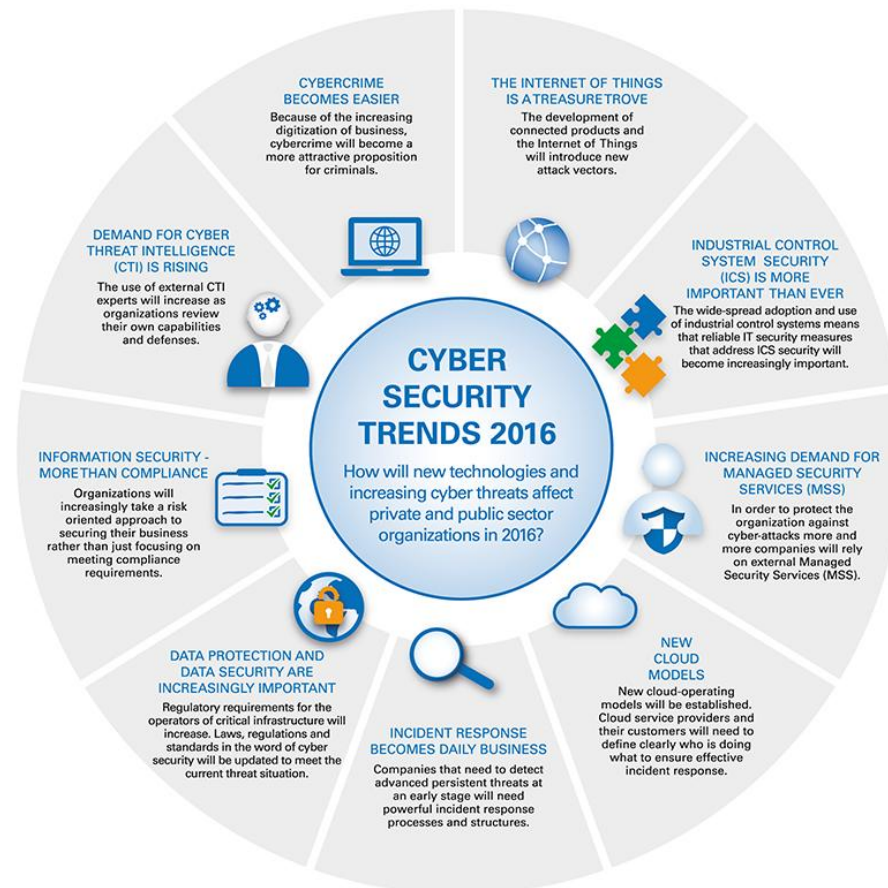 CYBER
SECURITY
TRENDS 2016
How will new technologies and
increasing cyber threats affect
private and public sector
organizations in 2016?
CYBERCRIME
BECOMES EASIER
Because of the increasing
digitization of business,
cybercrime will become a
more attractive proposition
for criminals.
THE INTERNET OF THINGS
IS A TREASURE TROVE
The development of
connected products and
the Internet of Things
will introduce new
attack vectors.
INDUSTRIAL CONTROL
SYSTEM SECURITY
(ICS) IS MORE
IMPORTANT THAN EVER
The wide-spread adoption and use
of industrial control systems means
that reliable IT security measures
that address ICS security will
become increasingly important.
INCREASING DEMAND FOR
MANAGED SECURITY
SERVICES (MSS)
In order to protect the
organization against
cyber-attacks more and
more companies will rely
on external Managed
Security Services (MSS).
NEW
CLOUD
MODELS
New cloud-operating
models will be established.
Cloud service providers and
their customers will need to
define clearly who is doing
what to ensure effective
incident response.
INCIDENT RESPONSE
BECOMES DAILY BUSINESS
Companies that need to detect
advanced persistent threats at
an early stage will need
powerful incident response
processes and structures.
DATA PROTECTION AND
DATA SECURITY ARE
INCREASINGLY IMPORTANT
Regulatory requirements for the
operators of critical infrastructure will
increase. Laws, regulations and
standards in the word of cyber
security will be updated to meet the
current threat situation.
INFORMATION SECURITY -
MORE THAN COMPLIANCE
Organizations will
increasingly take a risk
oriented approach to
securing their business
rather than just focusing on
meeting compliance
requirements.
DEMAND FOR CYBER
THREAT INTELLIGENCE
(CTI) IS RISING
The use of external CTI
experts will increase as
organizations review
their own capabilities
and defenses.